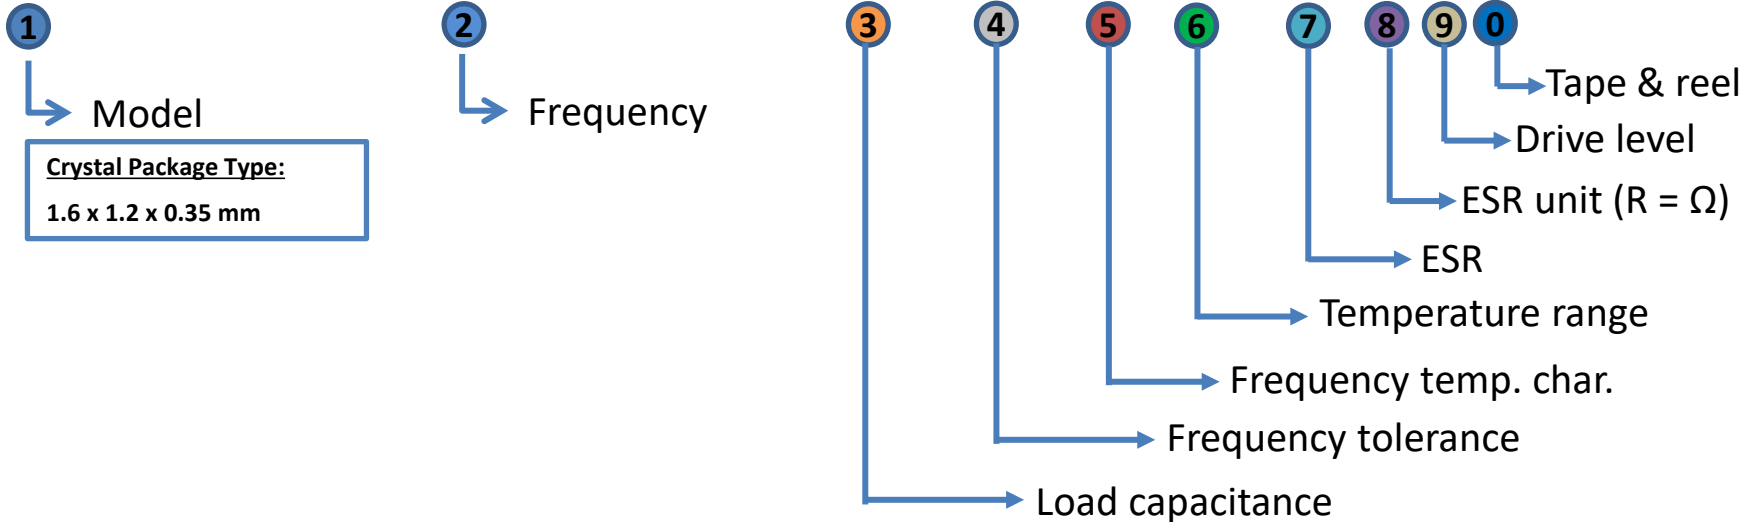 1 2 3 4 5 6 7 8 9 0
Tape & reel
Model
Frequency
Drive level
Crystal Package Type:
1.6 x 1.2 x 0.35 mm
ESR unit (R = Ω)
ESR
Temperature range
Frequency temp. char.
Frequency tolerance
Load capacitance